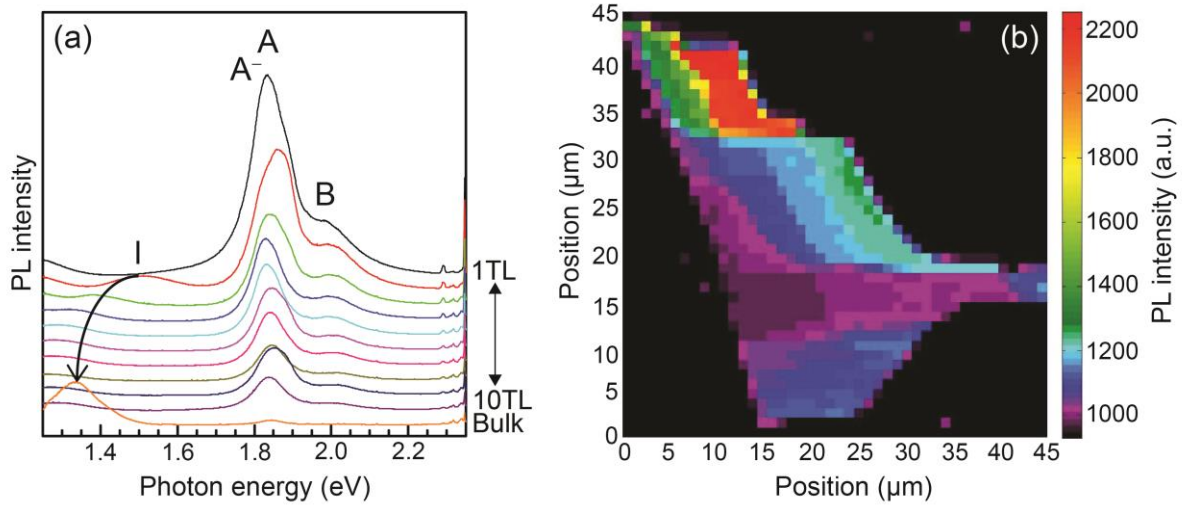 (a)
A
A⁻
B
I
1TL
10TL
Bulk
PL intensity
1.4 1.6 1.8 2.0 2.2
Photon energy (eV)
(b)
45
40
35
30
25
20
15
10
5
0
Position (µm)
0 5 10 15 20 25 30 35 40 45
Position (µm)
2200
2000
1800
1600
1400
1200
1000
PL intensity (a.u.)